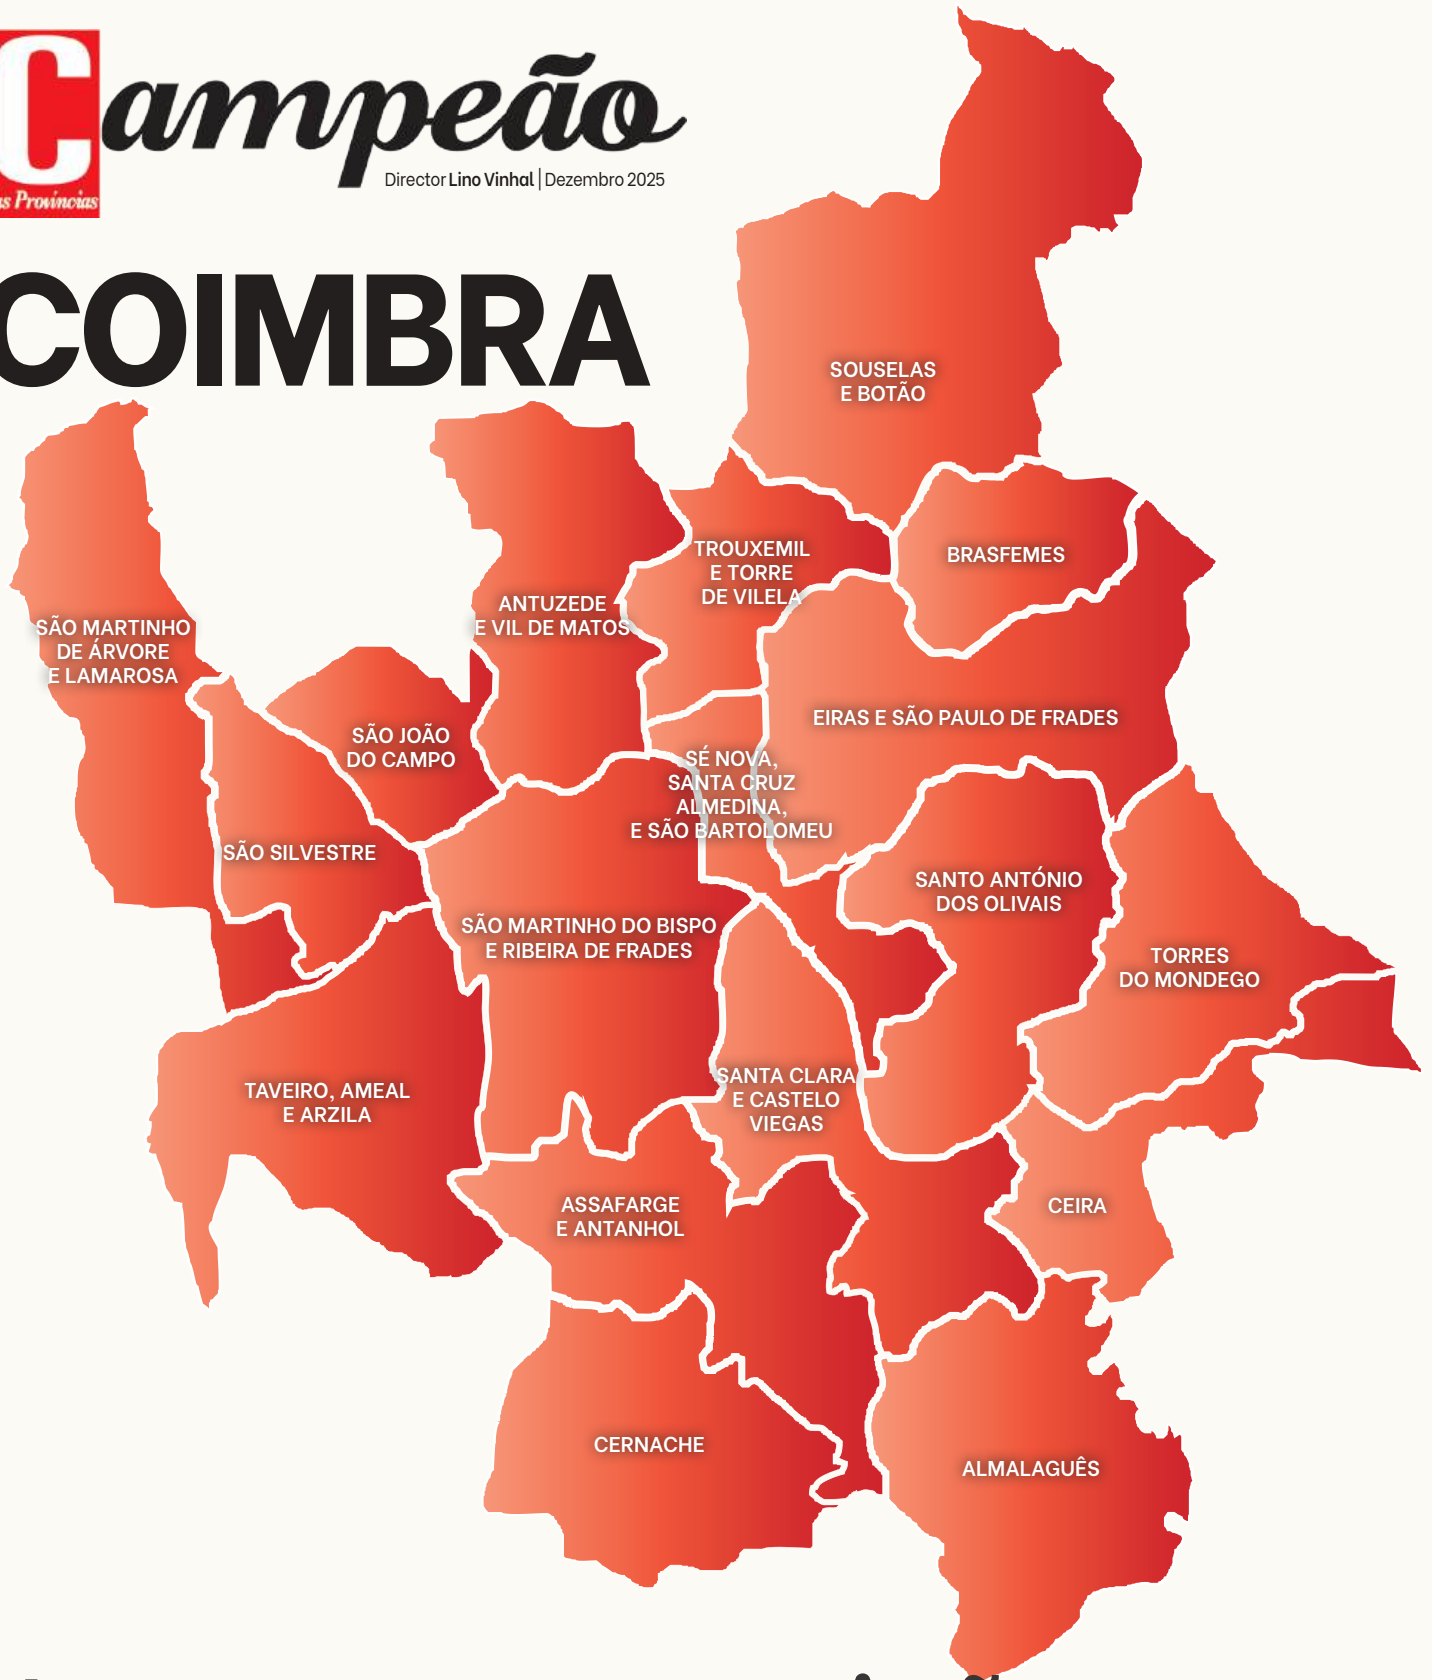 Campeão
as Províncias
Director Lino Vinhal | Dezembro 2025
COIMBRA
SOUSELAS
E BOTÃO
TROUXEMIL
E TORRE
DE VILELA
BRASFEMES
ANTUZEDE
E VIL DE MATOS
SÃO MARTINHO
DE ÁRVORE
E LAMAROSA
SÃO JOÃO
DO CAMPO
EIRAS E SÃO PAULO DE FRADES
SÉ NOVA,
SANTA CRUZ
ALMEDINA,
E SÃO BARTOLOMEU
SÃO SILVESTRE
SANTO ANTÓNIO
DOS OLIVAIS
SÃO MARTINHO DO BISPO
E RIBEIRA DE FRADES
TORRES
DO MONDEGO
TAVEIRO, AMEAL
E ARZILA
SANTA CLARA
E CASTELO
VIEGAS
ASSAFARGE
E ANTANHOL
CEIRA
CERNACHE
ALMALAGUÊS